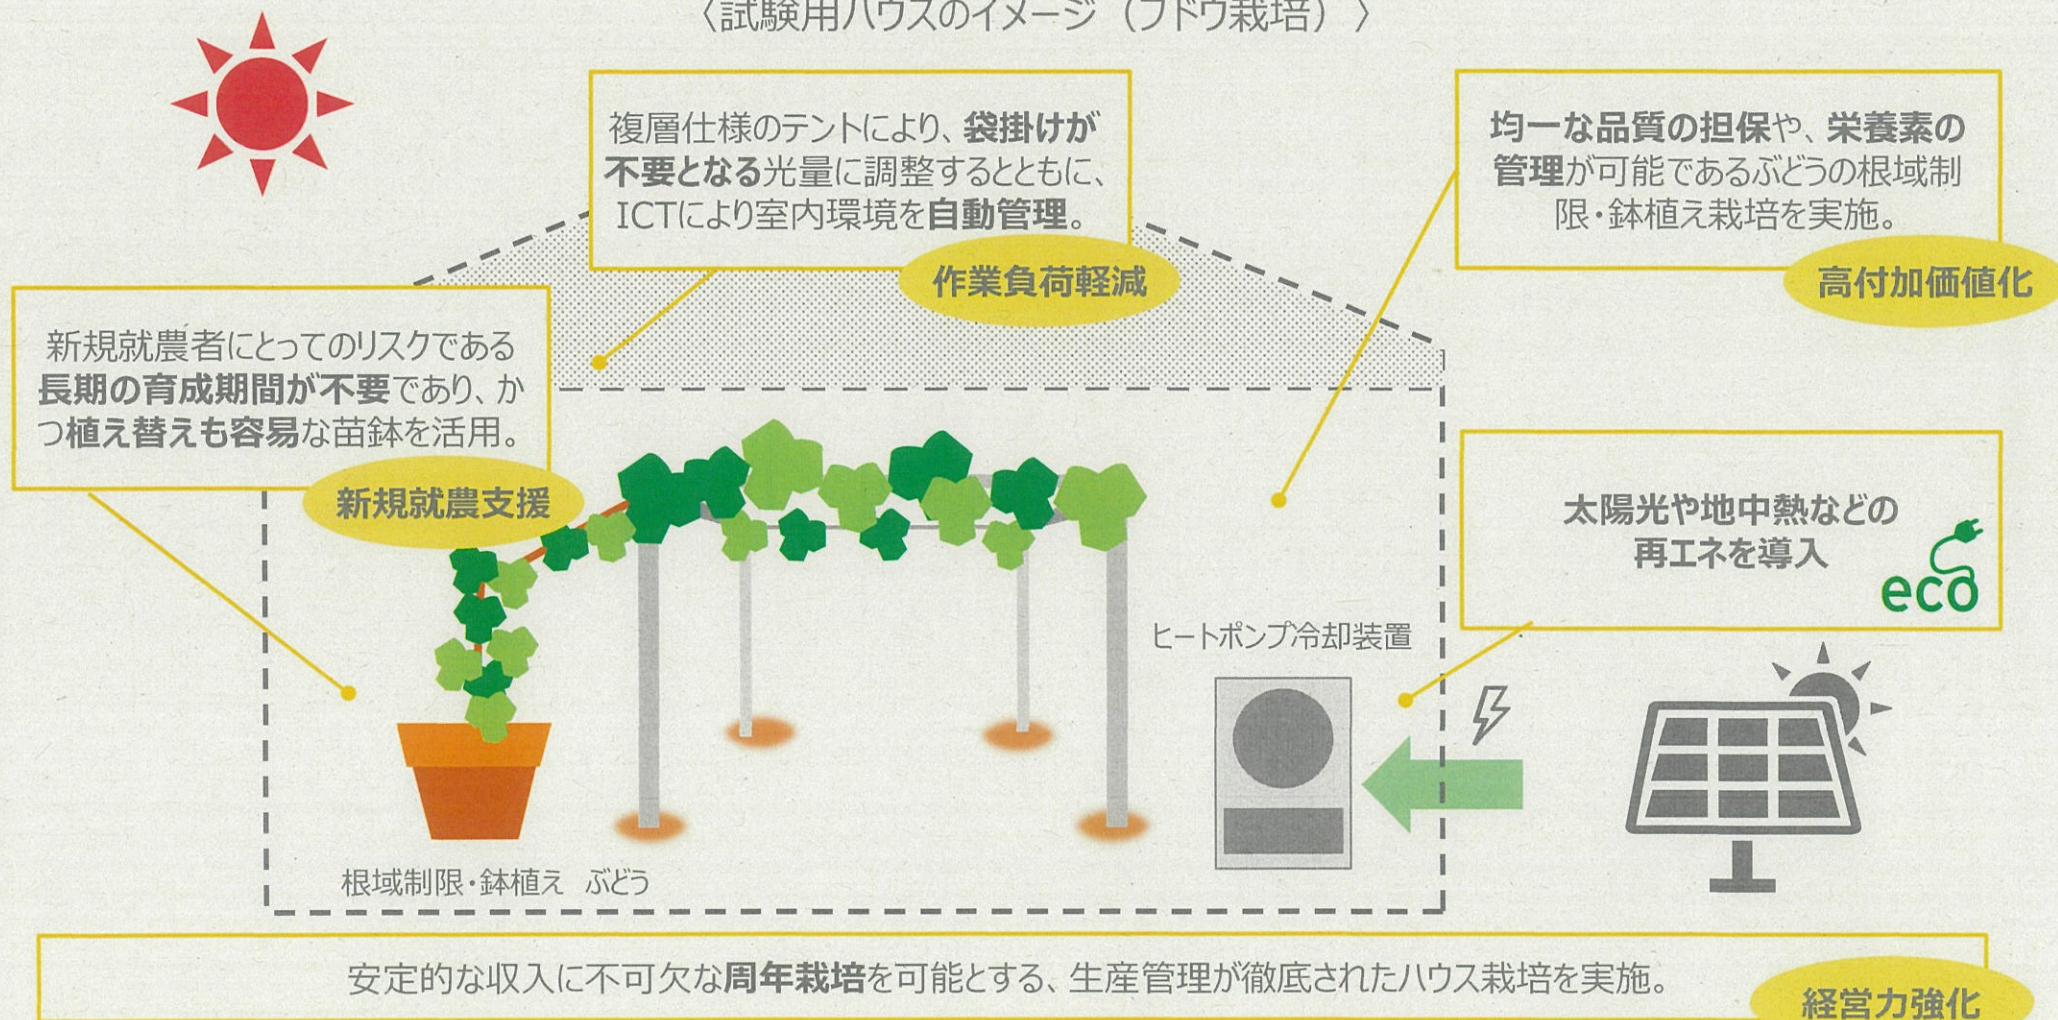 〈試験用ハウスのイメージ（ブドウ栽培）〉
複層仕様のテントにより、袋掛けが
不要となる光量に調整するとともに、
ICTにより室内環境を自動管理。
作業負荷軽減
均一な品質の担保や、栄養素の
管理が可能であるぶどうの根域制
限・鉢植え栽培を実施。
高付加価値化
新規就農者にとってのリスクである
長期の育成期間が不要であり、か
つ植え替えも容易な苗鉢を活用。
新規就農支援
太陽光や地中熱などの
再エネを導入
eco
ヒートポンプ冷却装置
根域制限・鉢植え ぶどう
安定的な収入に不可欠な周年栽培を可能とする、生産管理が徹底されたハウス栽培を実施。
経営力強化